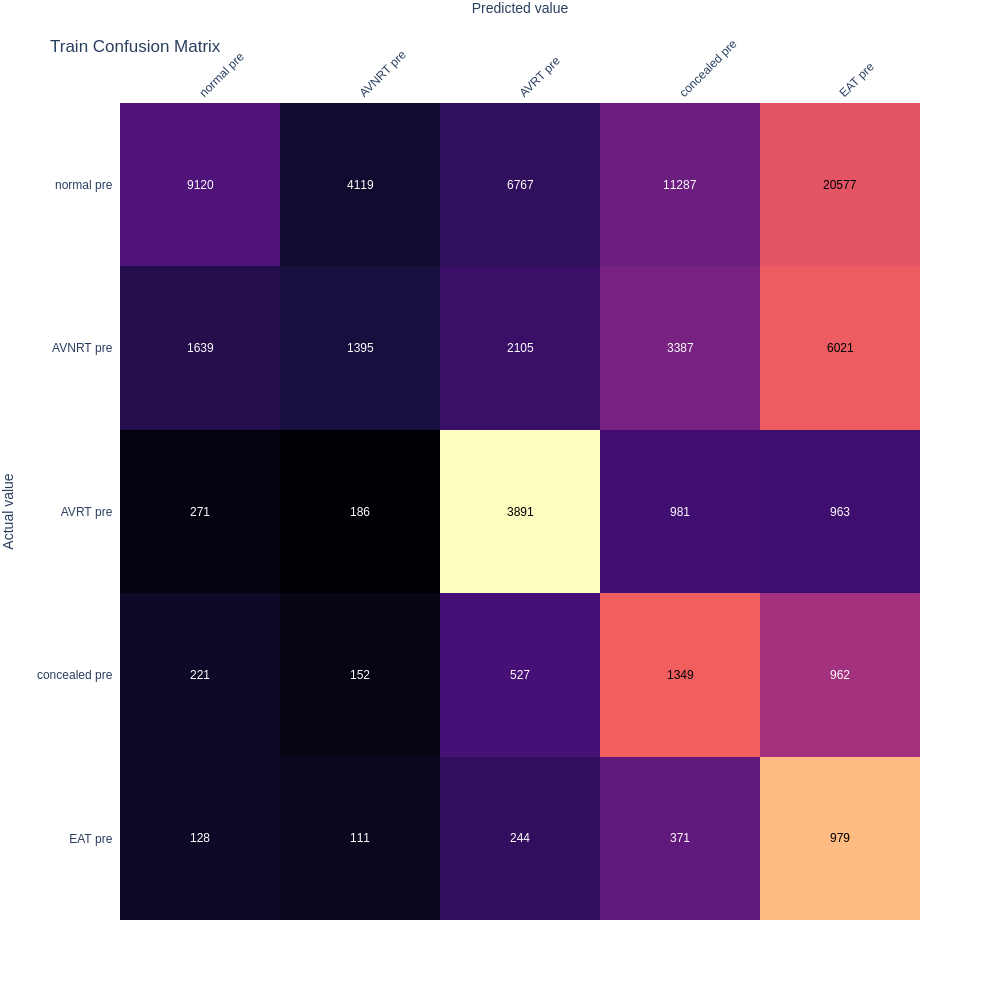 Predicted value
Train Confusion Matrix
normal pre AVNRT pre AVRT pre concealed pre EAT pre
normal pre 9120 4119 6767 11287 20577
AVNRT pre 1639 1395 2105 3387 6021
Actual value
AVRT pre 271 186 3891 981 963
concealed pre 221 152 527 1349 962
EAT pre 128 111 244 371 979